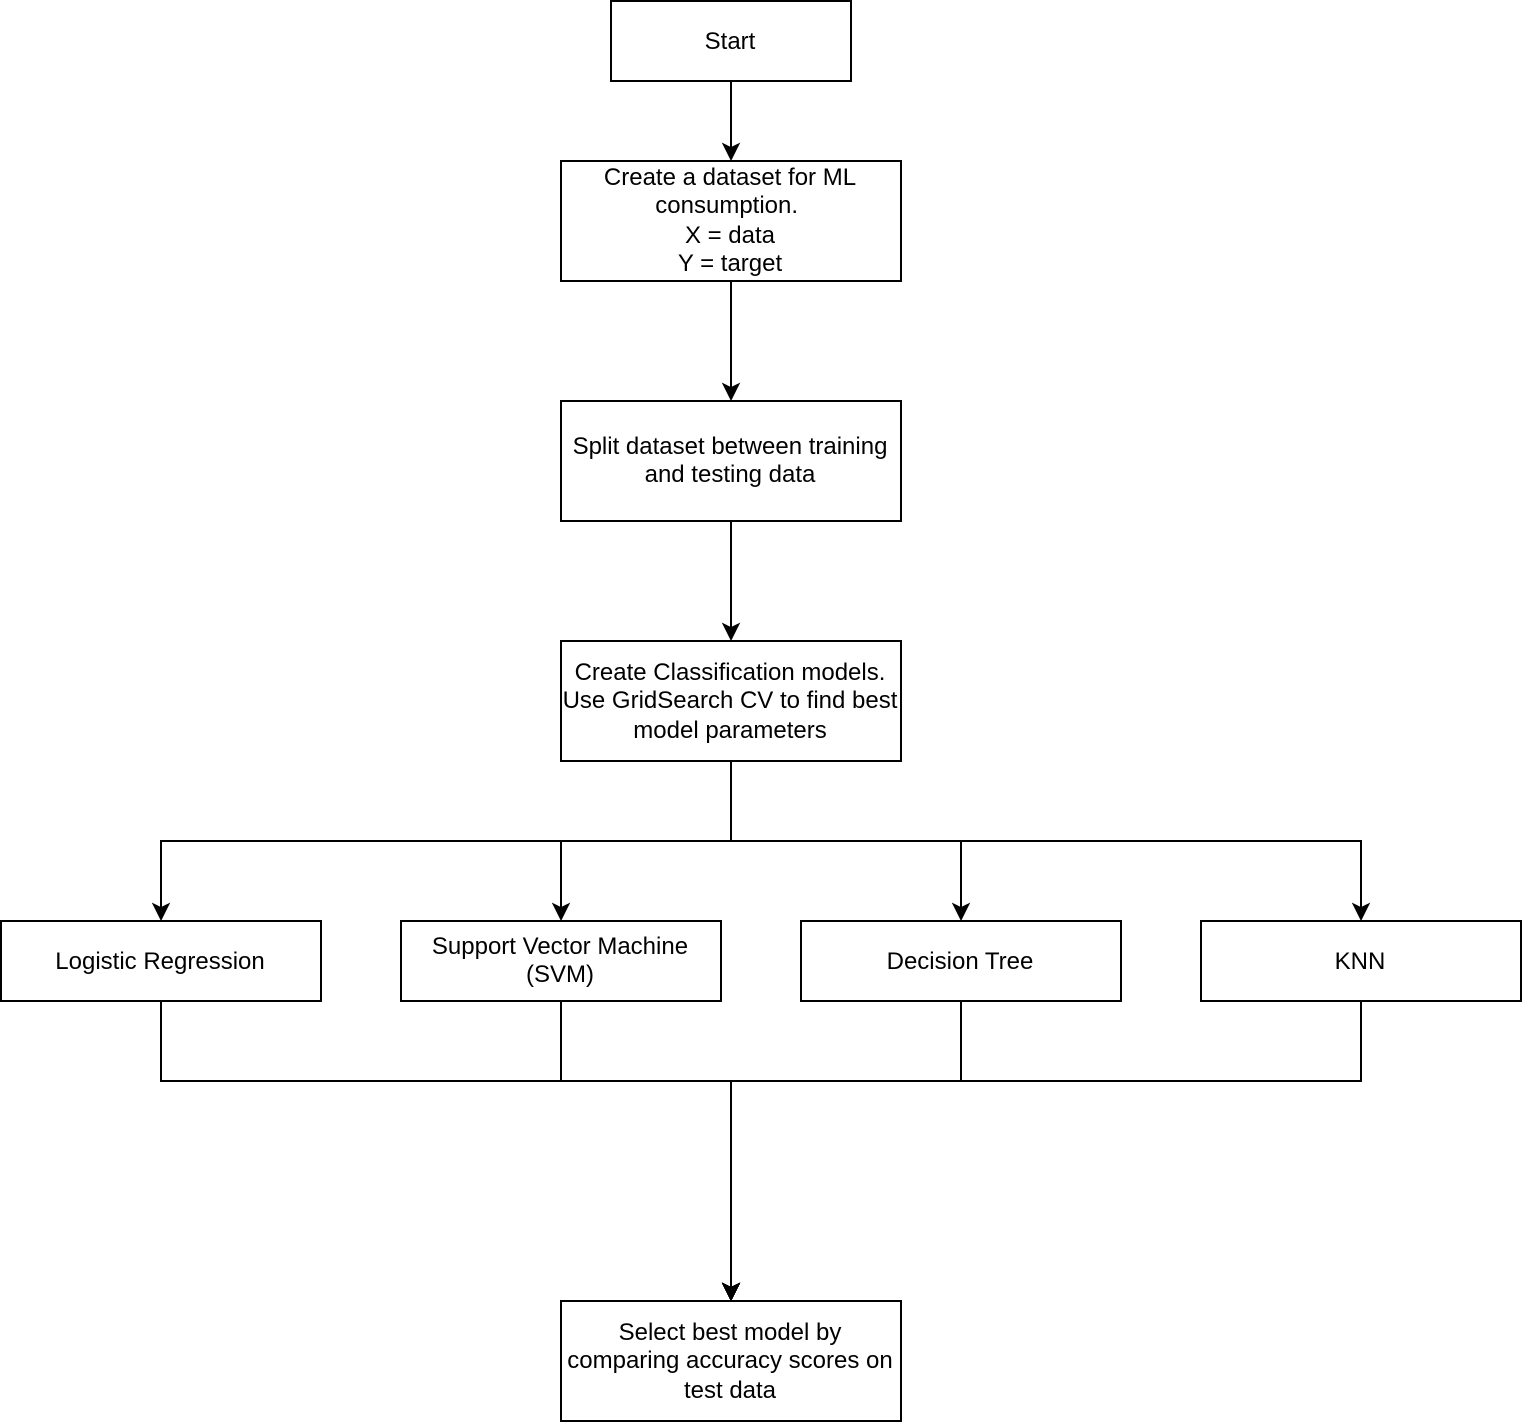 Start
Create a dataset for ML
consumption.
X = data
Y = target
Split dataset between training
and testing data
Create Classification models.
Use GridSearch CV to find best
model parameters
Logistic Regression
Support Vector Machine
(SVM)
Decision Tree
KNN
Select best model by
comparing accuracy scores on
test data